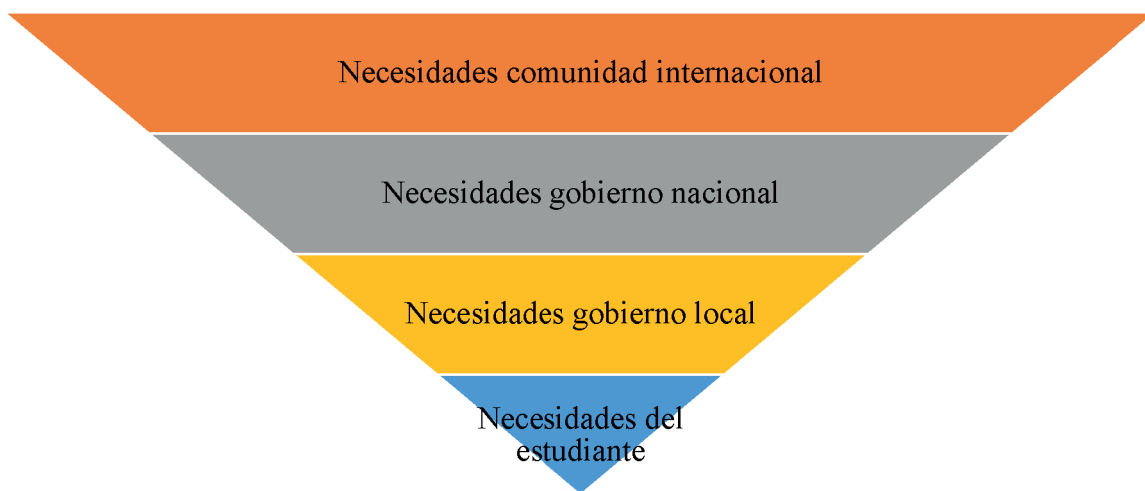 Necesidades comunidad internacional
Necesidades gobierno nacional
Necesidades gobierno local
Necesidades del
estudiante